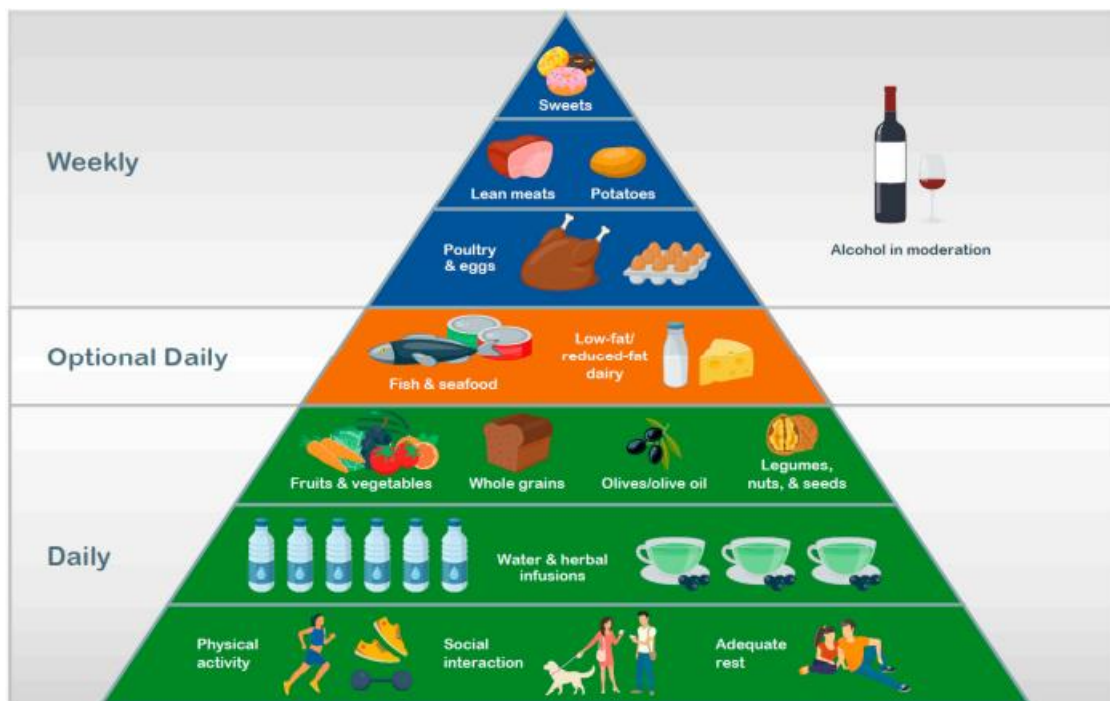 Sweets
Weekly
Lean meats
Potatoes
Poultry
& eggs
Alcohol in moderation
Optional Daily
Low-fat/
reduced-fat
dairy
Fish & seafood
Fruits & vegetables
Whole grains
Olives/olive oil
Legumes,
nuts, & seeds
Daily
Water & herbal
infusions
Physical
activity
Social
interaction
Adequate
rest